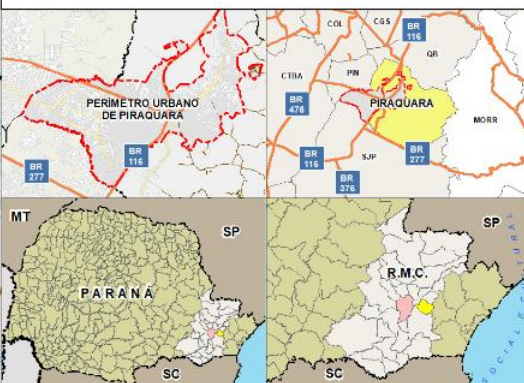 PERÍMETRO URBANO
DE PIRAQUARA
BR
116
BR
277
BR
116
COL
CGS
QB
PIN
CTBA
BR
476
PIRAQUARA
MORR
SJP
BR
116
BR
277
BR
376
MT
SP
PARANÁ
SC
SP
R.M.C.
SC